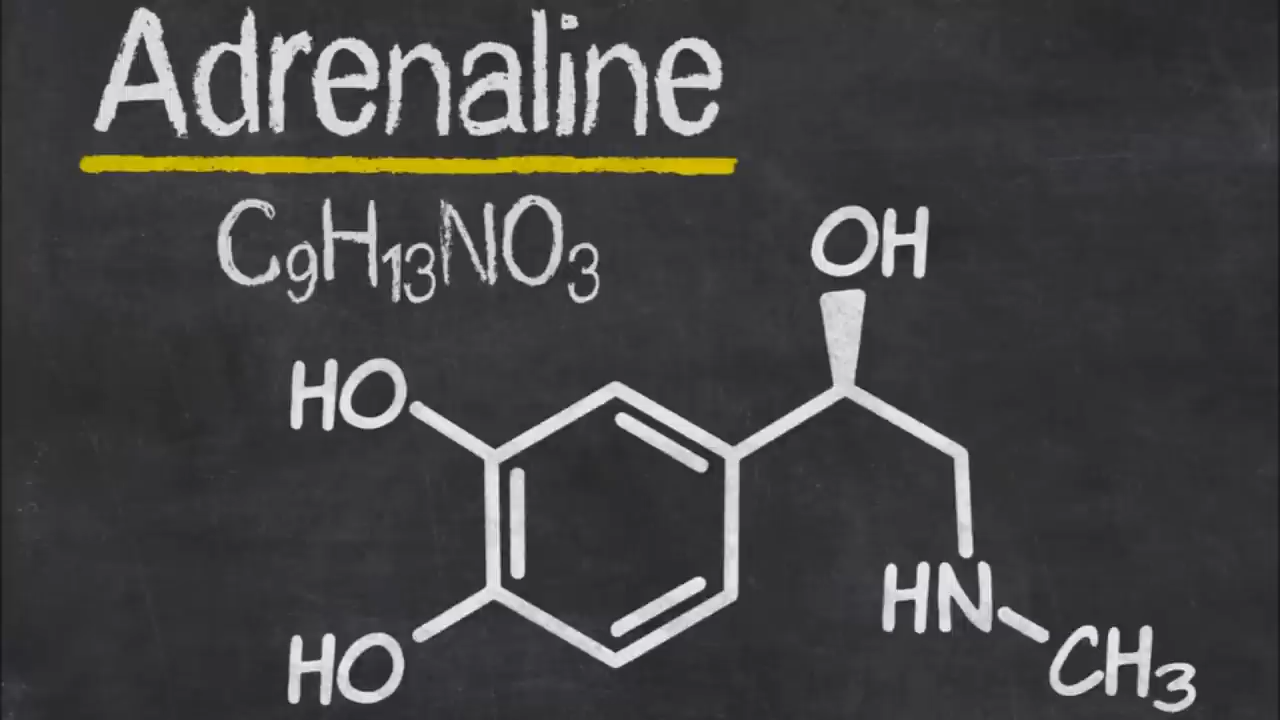 Adrenaline
C₉H₁₃NO₃
OH
HO
HO
HN
CH₃